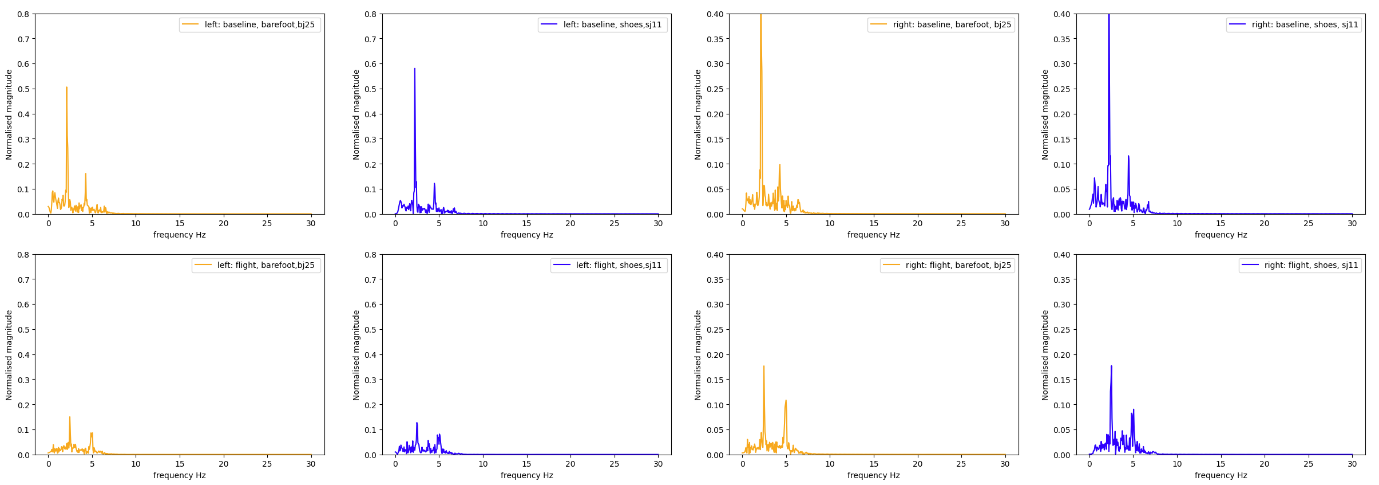 left: baseline, barefoot,bj25
Normalised magnitude
0.8
0.7
0.6
0.5
0.4
0.3
0.2
0.1
0.0
0 5 10 15 20 25 30
frequency Hz
left: baseline, shoes,sj11
Normalised magnitude
0.8
0.7
0.6
0.5
0.4
0.3
0.2
0.1
0.0
0 5 10 15 20 25 30
frequency Hz
right: baseline, barefoot, bj25
Normalised magnitude
0.40
0.35
0.30
0.25
0.20
0.15
0.10
0.05
0.00
0 5 10 15 20 25 30
frequency Hz
right: baseline, shoes, sj11
Normalised magnitude
0.40
0.35
0.30
0.25
0.20
0.15
0.10
0.05
0.00
0 5 10 15 20 25 30
frequency Hz
left: flight, barefoot,bj25
Normalised magnitude
0.8
0.7
0.6
0.5
0.4
0.3
0.2
0.1
0.0
0 5 10 15 20 25 30
frequency Hz
left: flight, shoes,sj11
Normalised magnitude
0.8
0.7
0.6
0.5
0.4
0.3
0.2
0.1
0.0
0 5 10 15 20 25 30
frequency Hz
right: flight, barefoot, bj25
Normalised magnitude
0.40
0.35
0.30
0.25
0.20
0.15
0.10
0.05
0.00
0 5 10 15 20 25 30
frequency Hz
right: flight, shoes, sj11
Normalised magnitude
0.40
0.35
0.30
0.25
0.20
0.15
0.10
0.05
0.00
0 5 10 15 20 25 30
frequency Hz